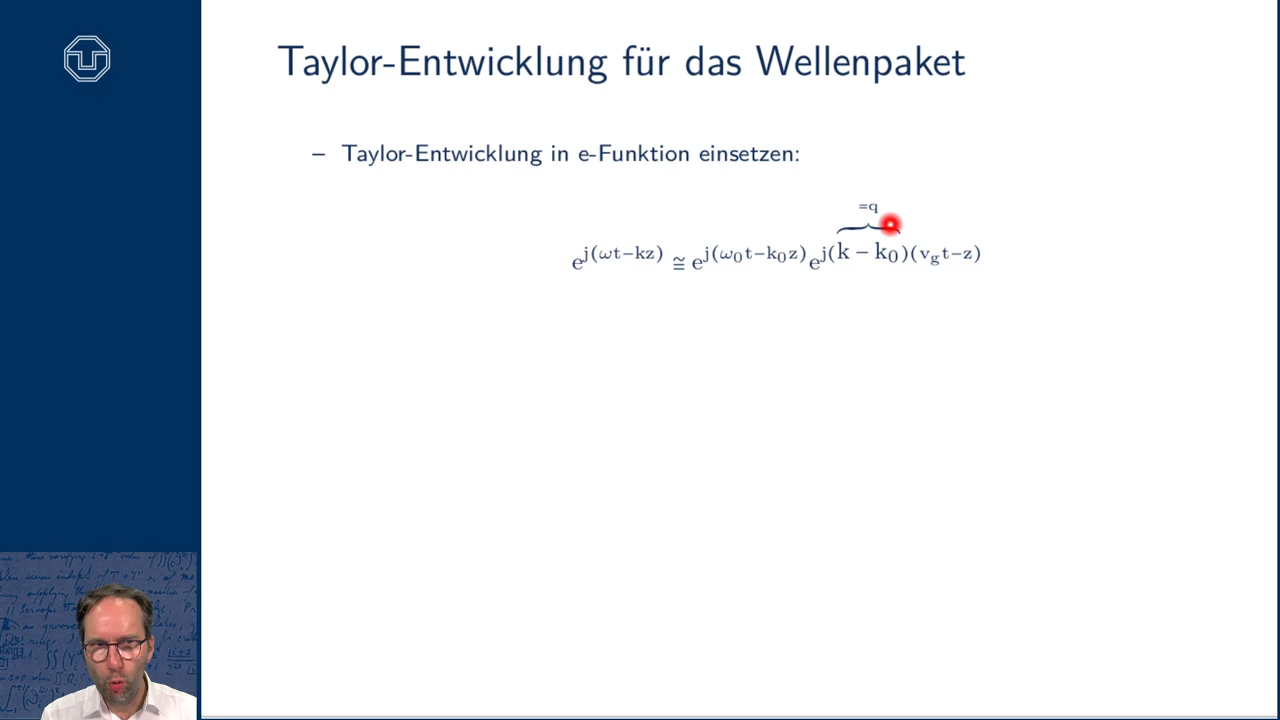 Taylor-Entwicklung für das Wellenpaket
– Taylor-Entwicklung in e-Funktion einsetzen:
=q
e^{j(ωt−kz)} ≅ e^{j(ω₀t−k₀z)} e^{j(k − k₀)(v_g t−z)}